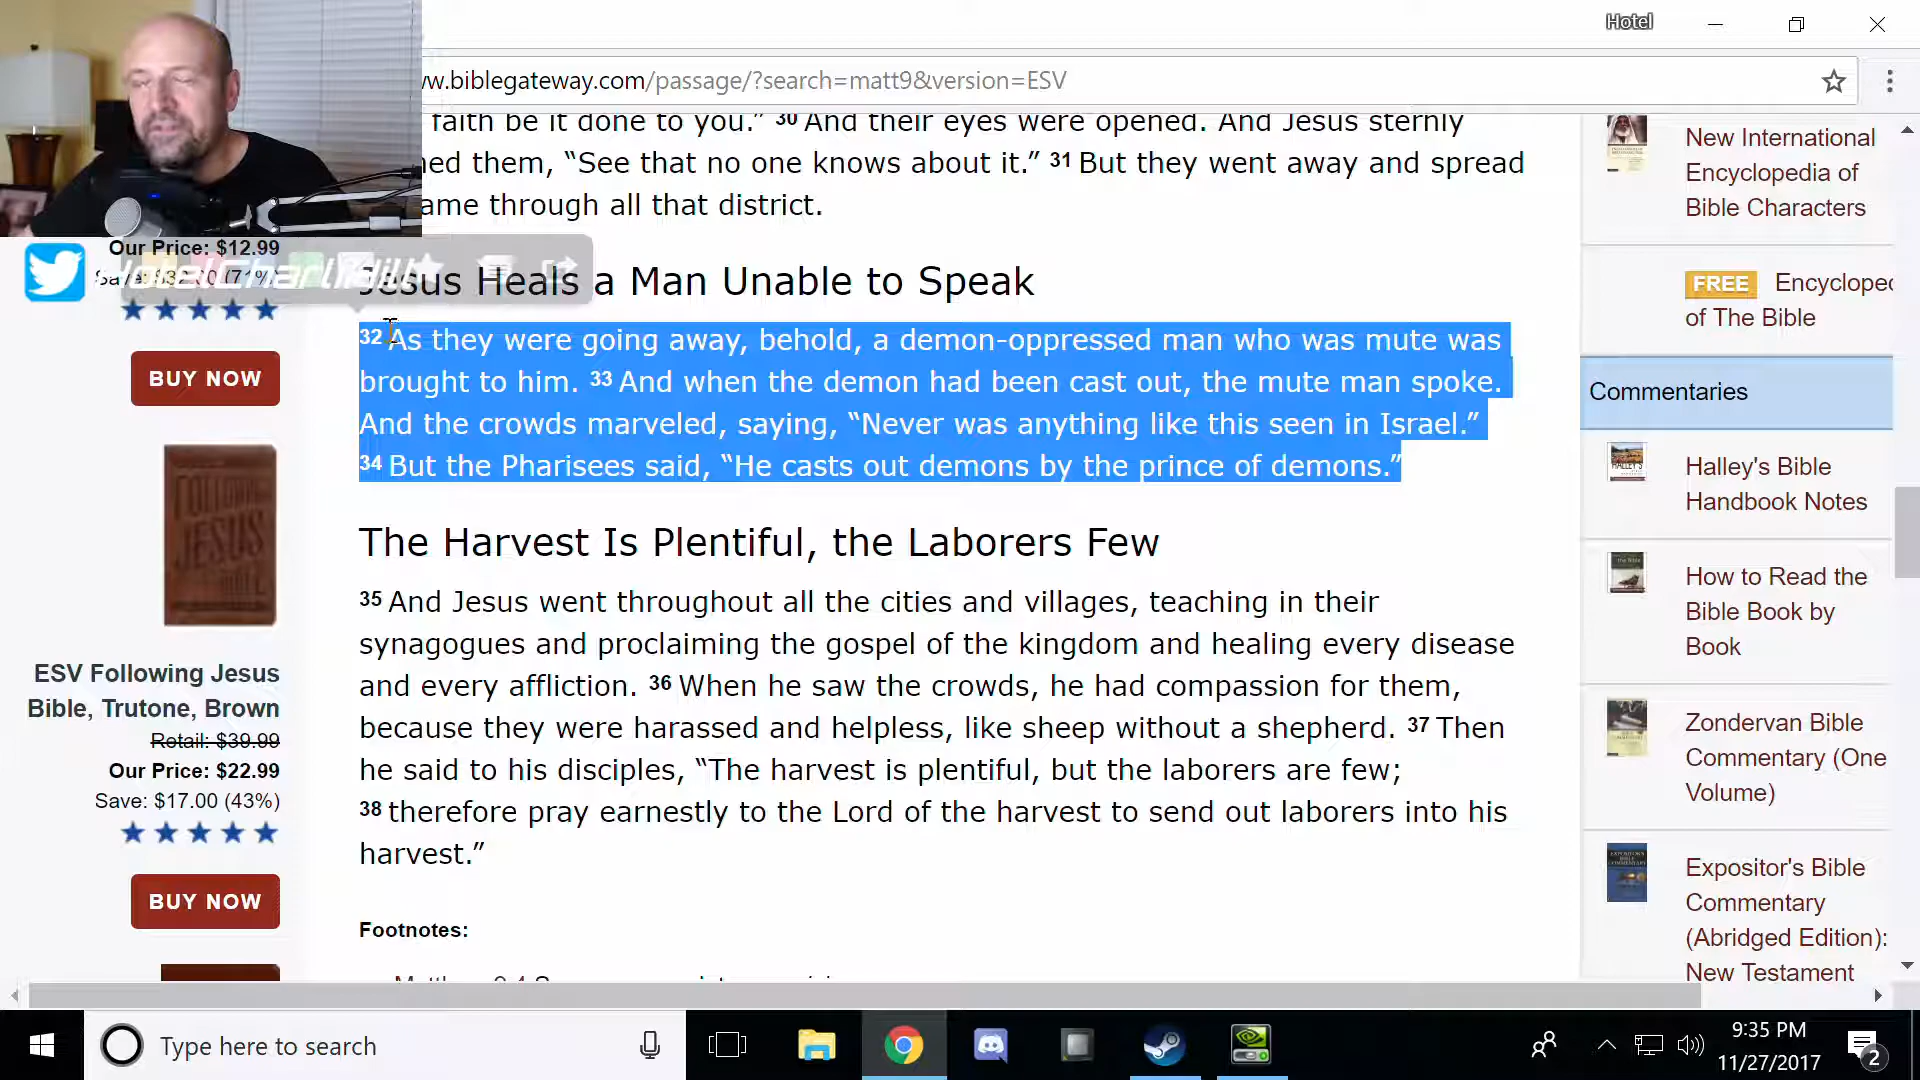 Hotel
ww.biblegateway.com/passage/?search=matt9&version=ESV
faith be it done to you.” 30 And their eyes were opened. And Jesus sternly
ned them, “See that no one knows about it.” 31 But they went away and spread
ame through all that district.
Jesus Heals a Man Unable to Speak
32 As they were going away, behold, a demon-oppressed man who was mute was
brought to him. 33 And when the demon had been cast out, the mute man spoke.
And the crowds marveled, saying, “Never was anything like this seen in Israel.”
34 But the Pharisees said, “He casts out demons by the prince of demons.”
The Harvest Is Plentiful, the Laborers Few
35 And Jesus went throughout all the cities and villages, teaching in their
synagogues and proclaiming the gospel of the kingdom and healing every disease
and every affliction. 36 When he saw the crowds, he had compassion for them,
because they were harassed and helpless, like sheep without a shepherd. 37 Then
he said to his disciples, “The harvest is plentiful, but the laborers are few;
38 therefore pray earnestly to the Lord of the harvest to send out laborers into his
harvest.”
Footnotes:
Our Price: $12.99
(71%)
BUY NOW
FOLLOWING
JESUS
BIBLE
ESV Following Jesus
Bible, Trutone, Brown
Retail: $39.99
Our Price: $22.99
Save: $17.00 (43%)
BUY NOW
New International
Encyclopedia of
Bible Characters
FREE Encycloped
of The Bible
Commentaries
HALLEY'S
Halley's Bible
Handbook Notes
How to Read the
Bible Book by
Book
Zondervan Bible
Commentary (One
Volume)
Expositor's Bible
Commentary
(Abridged Edition):
New Testament
Type here to search
9:35 PM
11/27/2017
2